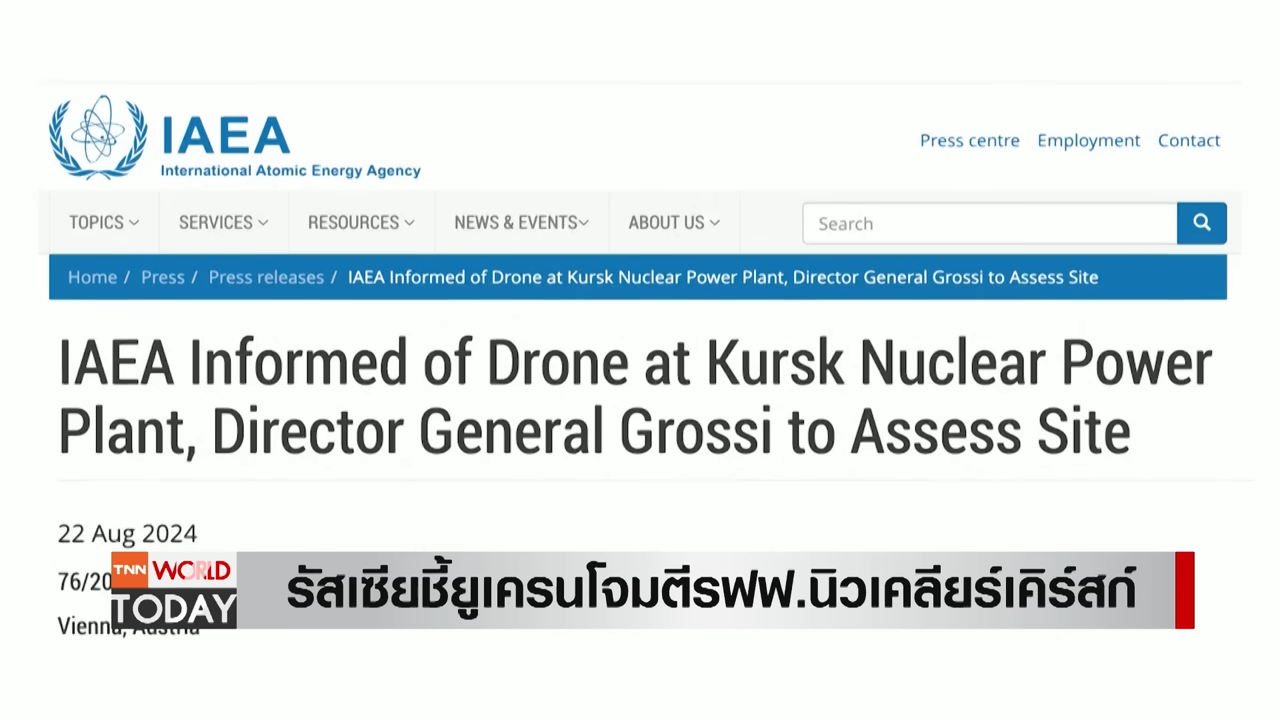 IAEA
International Atomic Energy Agency
Press centre Employment Contact
TOPICS SERVICES RESOURCES NEWS & EVENTS ABOUT US Search
Home / Press / Press releases / IAEA Informed of Drone at Kursk Nuclear Power Plant, Director General Grossi to Assess Site
IAEA Informed of Drone at Kursk Nuclear Power
Plant, Director General Grossi to Assess Site
22 Aug 2024
76/20
Vienna, Austria
TNN WORLD
TODAY
รัสเซียชี้ยูเครนโจมตีรฟฟ.นิวเคลียร์เคิร์สก์